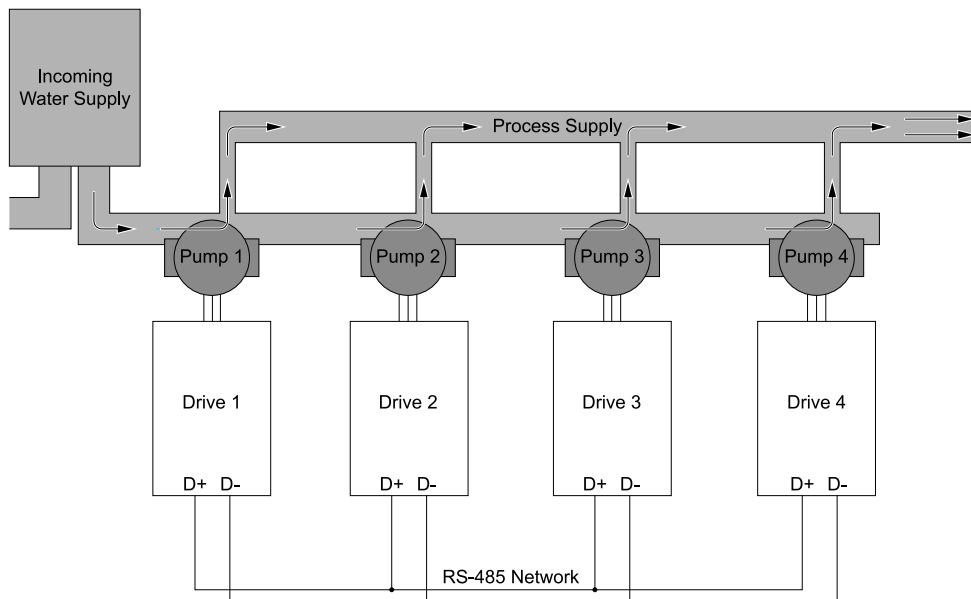 Incoming
Water Supply
Process Supply
Pump 1
Pump 2
Pump 3
Pump 4
Drive 1
Drive 2
Drive 3
Drive 4
D+ D-
D+ D-
D+ D-
D+ D-
RS-485 Network